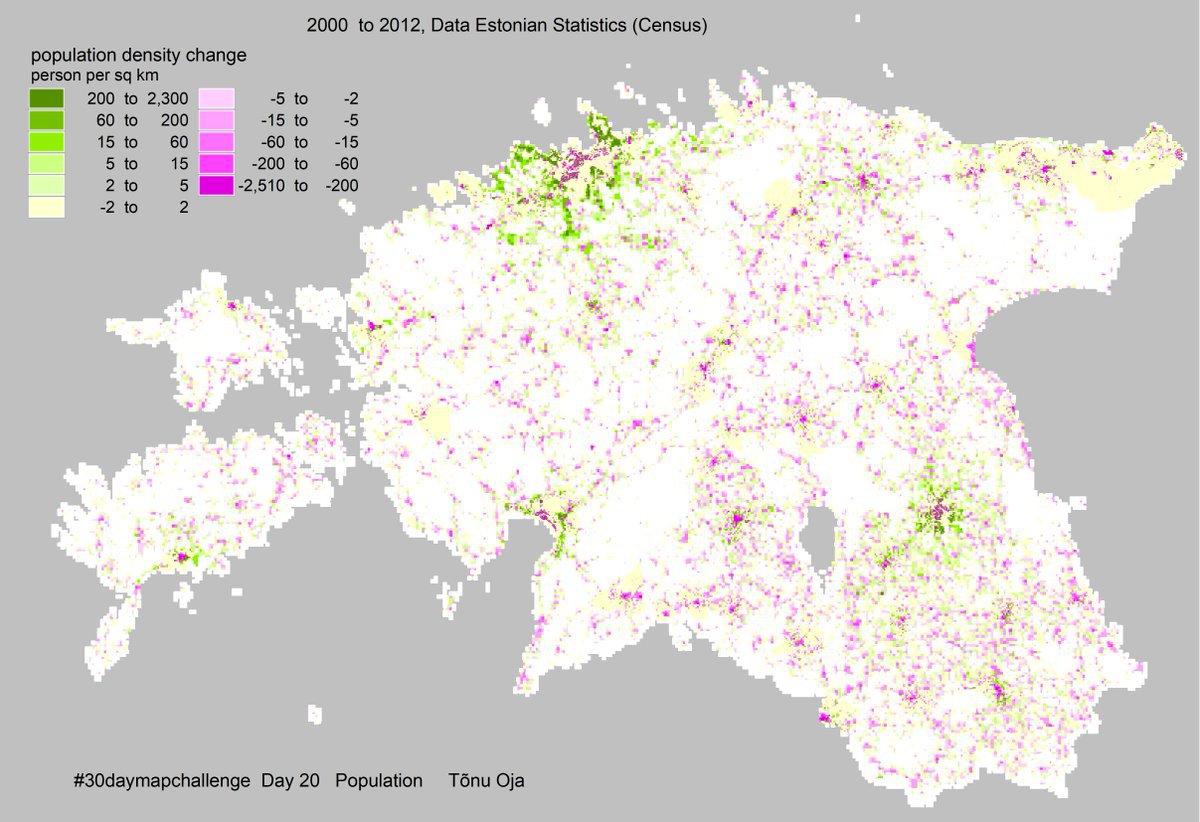 2000 to 2012, Data Estonian Statistics (Census)
population density change
person per sq km
200 to 2,300 -5 to -2
60 to 200 -15 to -5
15 to 60 -60 to -15
5 to 15 -200 to -60
2 to 5 -2,510 to -200
-2 to 2
#30daymapchallenge Day 20 Population Tõnu Oja